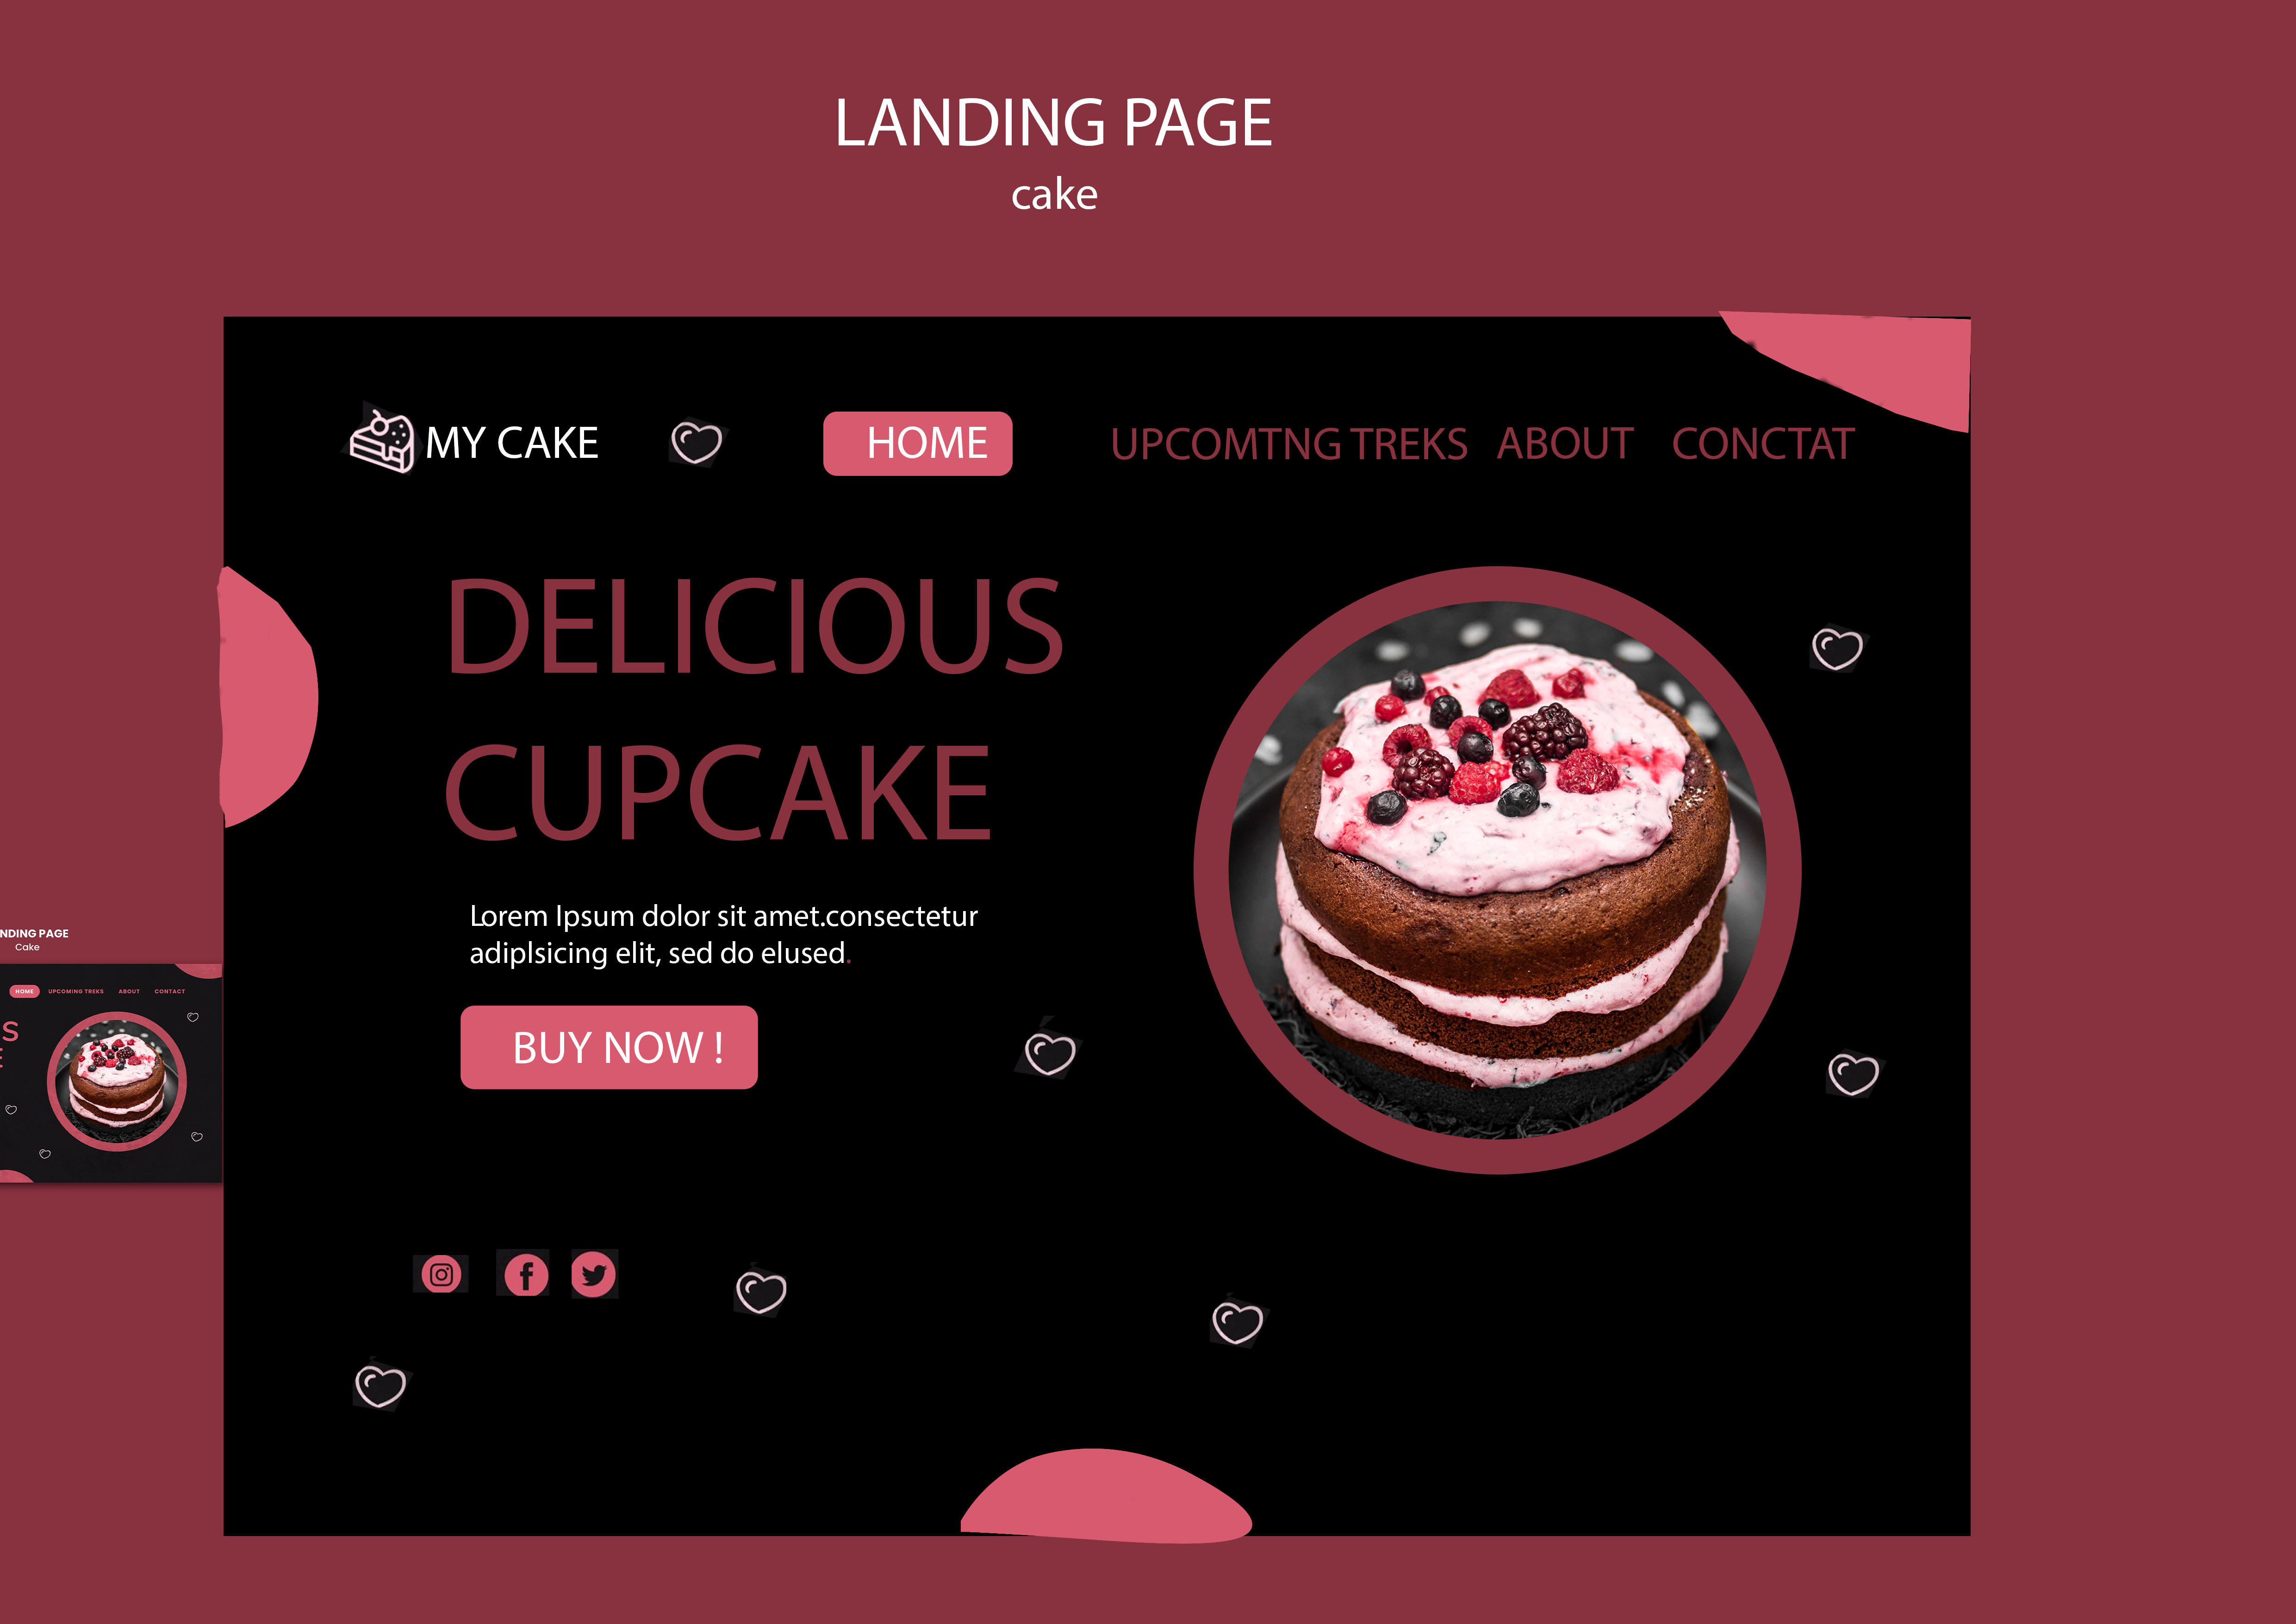 LANDING PAGE
cake
MY CAKE
HOME
UPCOMTNG TREKS
ABOUT
CONCTAT
DELICIOUS
CUPCAKE
Lorem Ipsum dolor sit amet.consectetur
adiplsicing elit, sed do elused.
BUY NOW !
NDING PAGE
Cake
HOME
UPCOMING TREKS
ABOUT
CONTACT
S